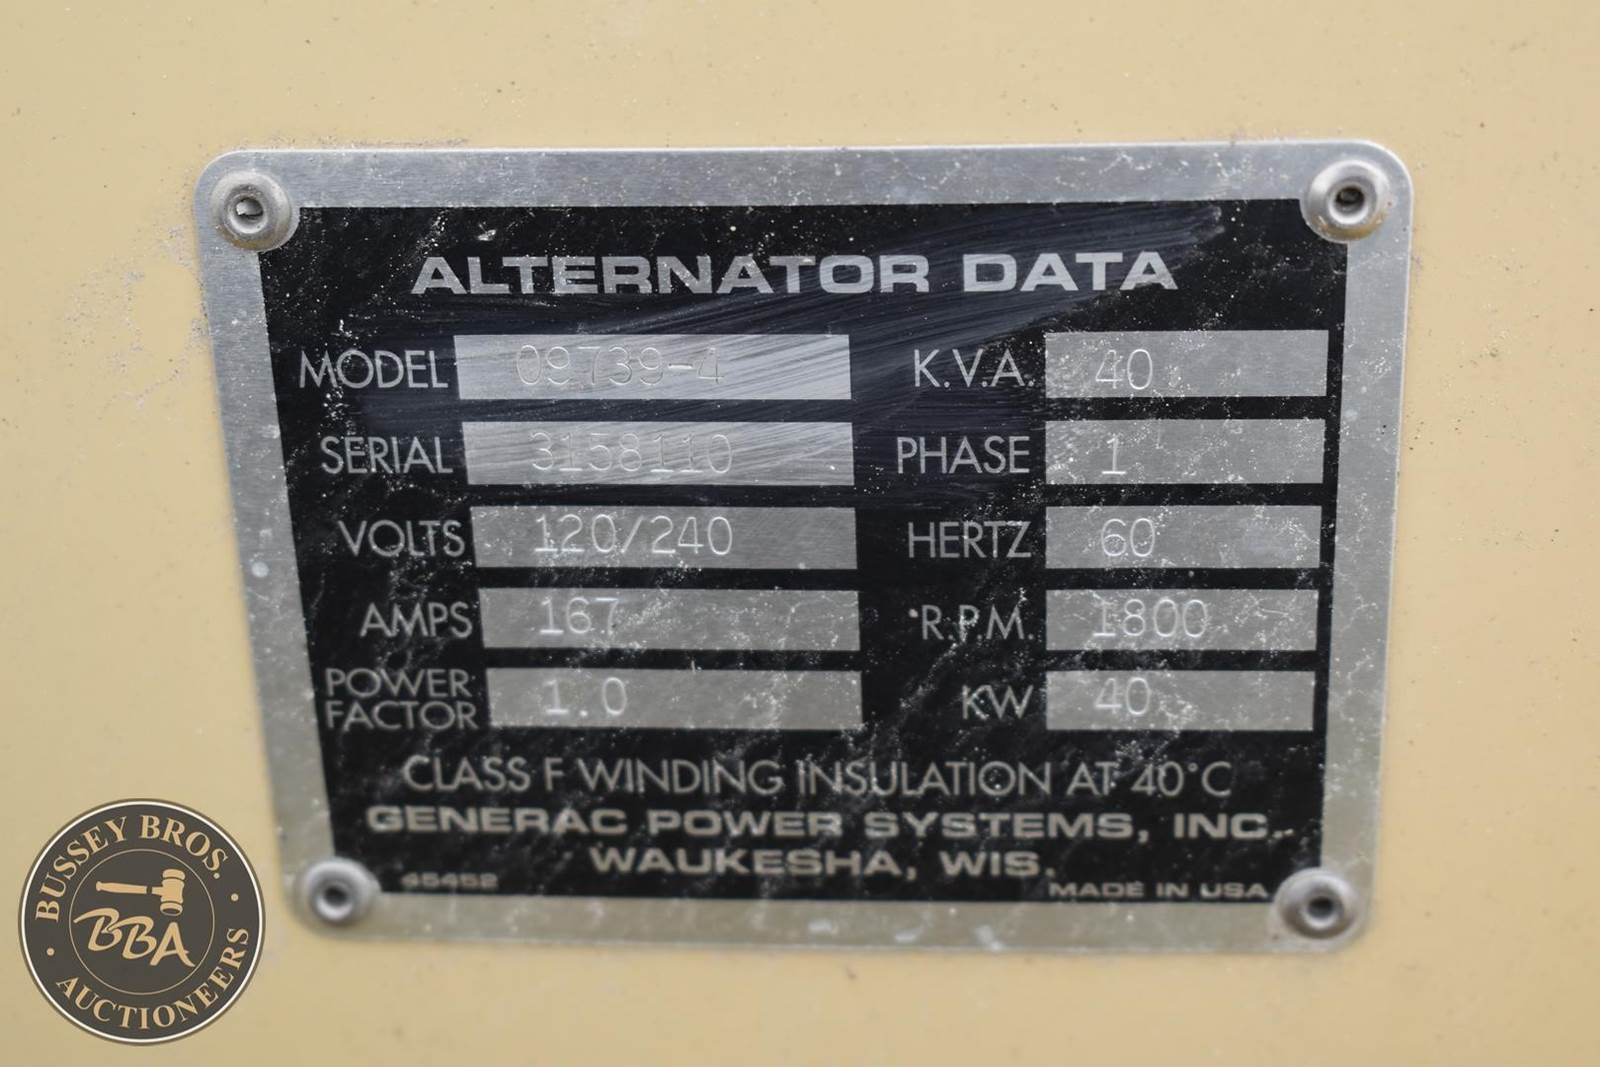 ALTERNATOR DATA
MODEL 09739-4 K.V.A. 40
SERIAL 3158110 PHASE 1
VOLTS 120/240 HERTZ 60
AMPS 167 R.P.M. 1800
POWER FACTOR 1.0 KW 40
CLASS F WINDING INSULATION AT 40°C
GENERAC POWER SYSTEMS, INC.
WAUKESHA, WIS.
45452 MADE IN USA
BUSSEY BROS.
BBA
AUCTIONEERS